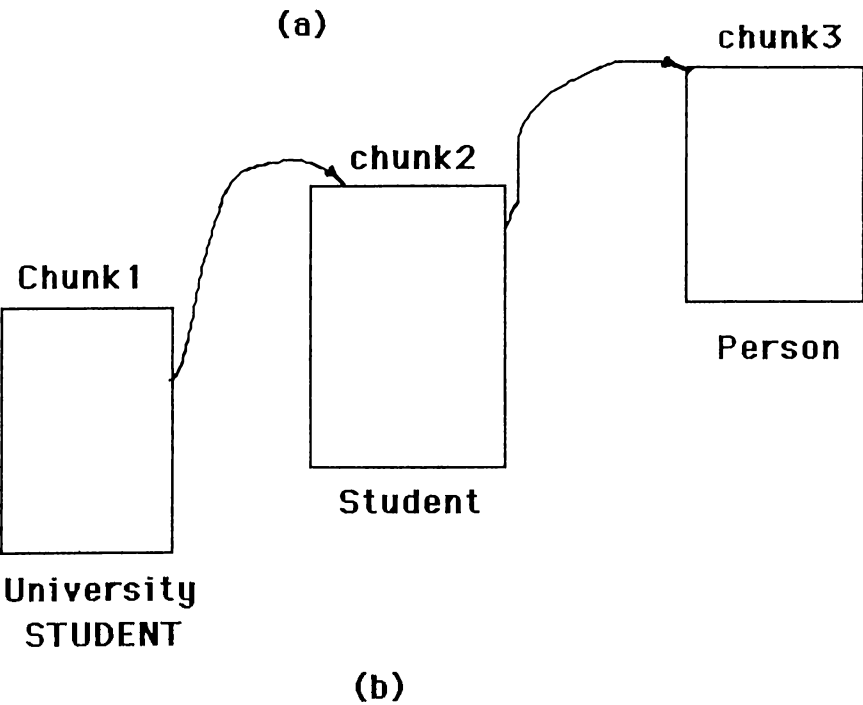 (a)
chunk3
chunk2
Chunk1
Person
Student
University
STUDENT
(b)